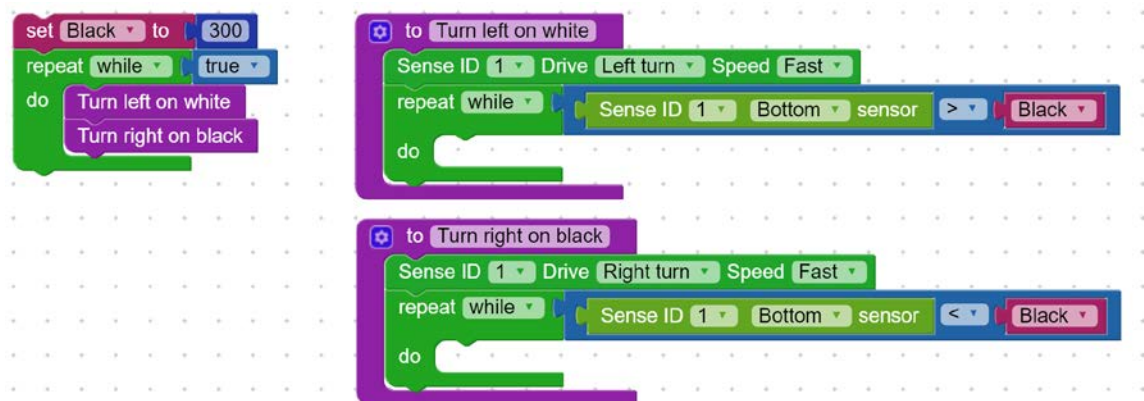 set Black to 300
repeat while true
do Turn left on white
Turn right on black
to Turn left on white
Sense ID 1 Drive Left turn Speed Fast
repeat while Sense ID 1 Bottom sensor > Black
do
to Turn right on black
Sense ID 1 Drive Right turn Speed Fast
repeat while Sense ID 1 Bottom sensor < Black
do